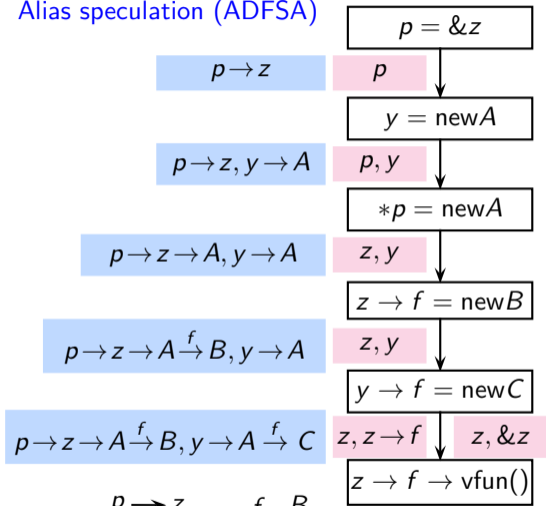 Alias speculation (ADFSA)
p = &z
p→z p
y = newA
p→z, y→A p, y
∗p = newA
p→z→A, y→A z, y
z → f = newB
p→z→A f→ B, y→A z, y
y → f = newC
p→z→A f→ B, y→A f→ C z, z→f z, &z
z → f → vfun()
p → z f B